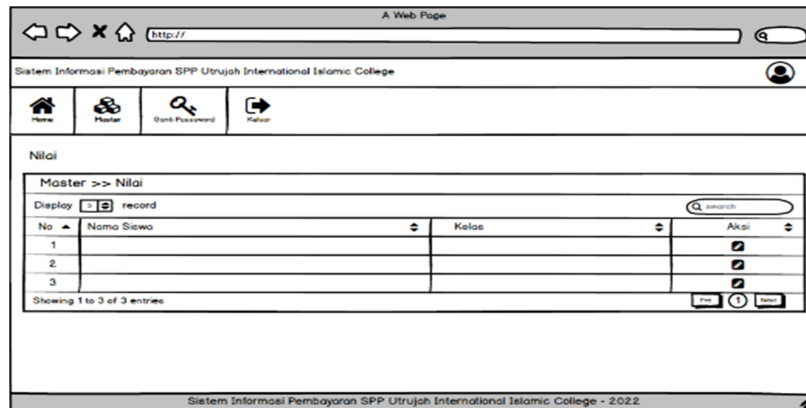 A Web Page
http://
Sistem Informasi Pembayaran SPP Utrujah International Islamic College
Home Master Ganti Password Keluar
Nilai
Master >> Nilai
Display record search
No Nama Siswa Kelas Aksi
1
2
3
Showing 1 to 3 of 3 entries 1 Next
Sistem Informasi Pembayaran SPP Utrujah International Islamic College - 2022